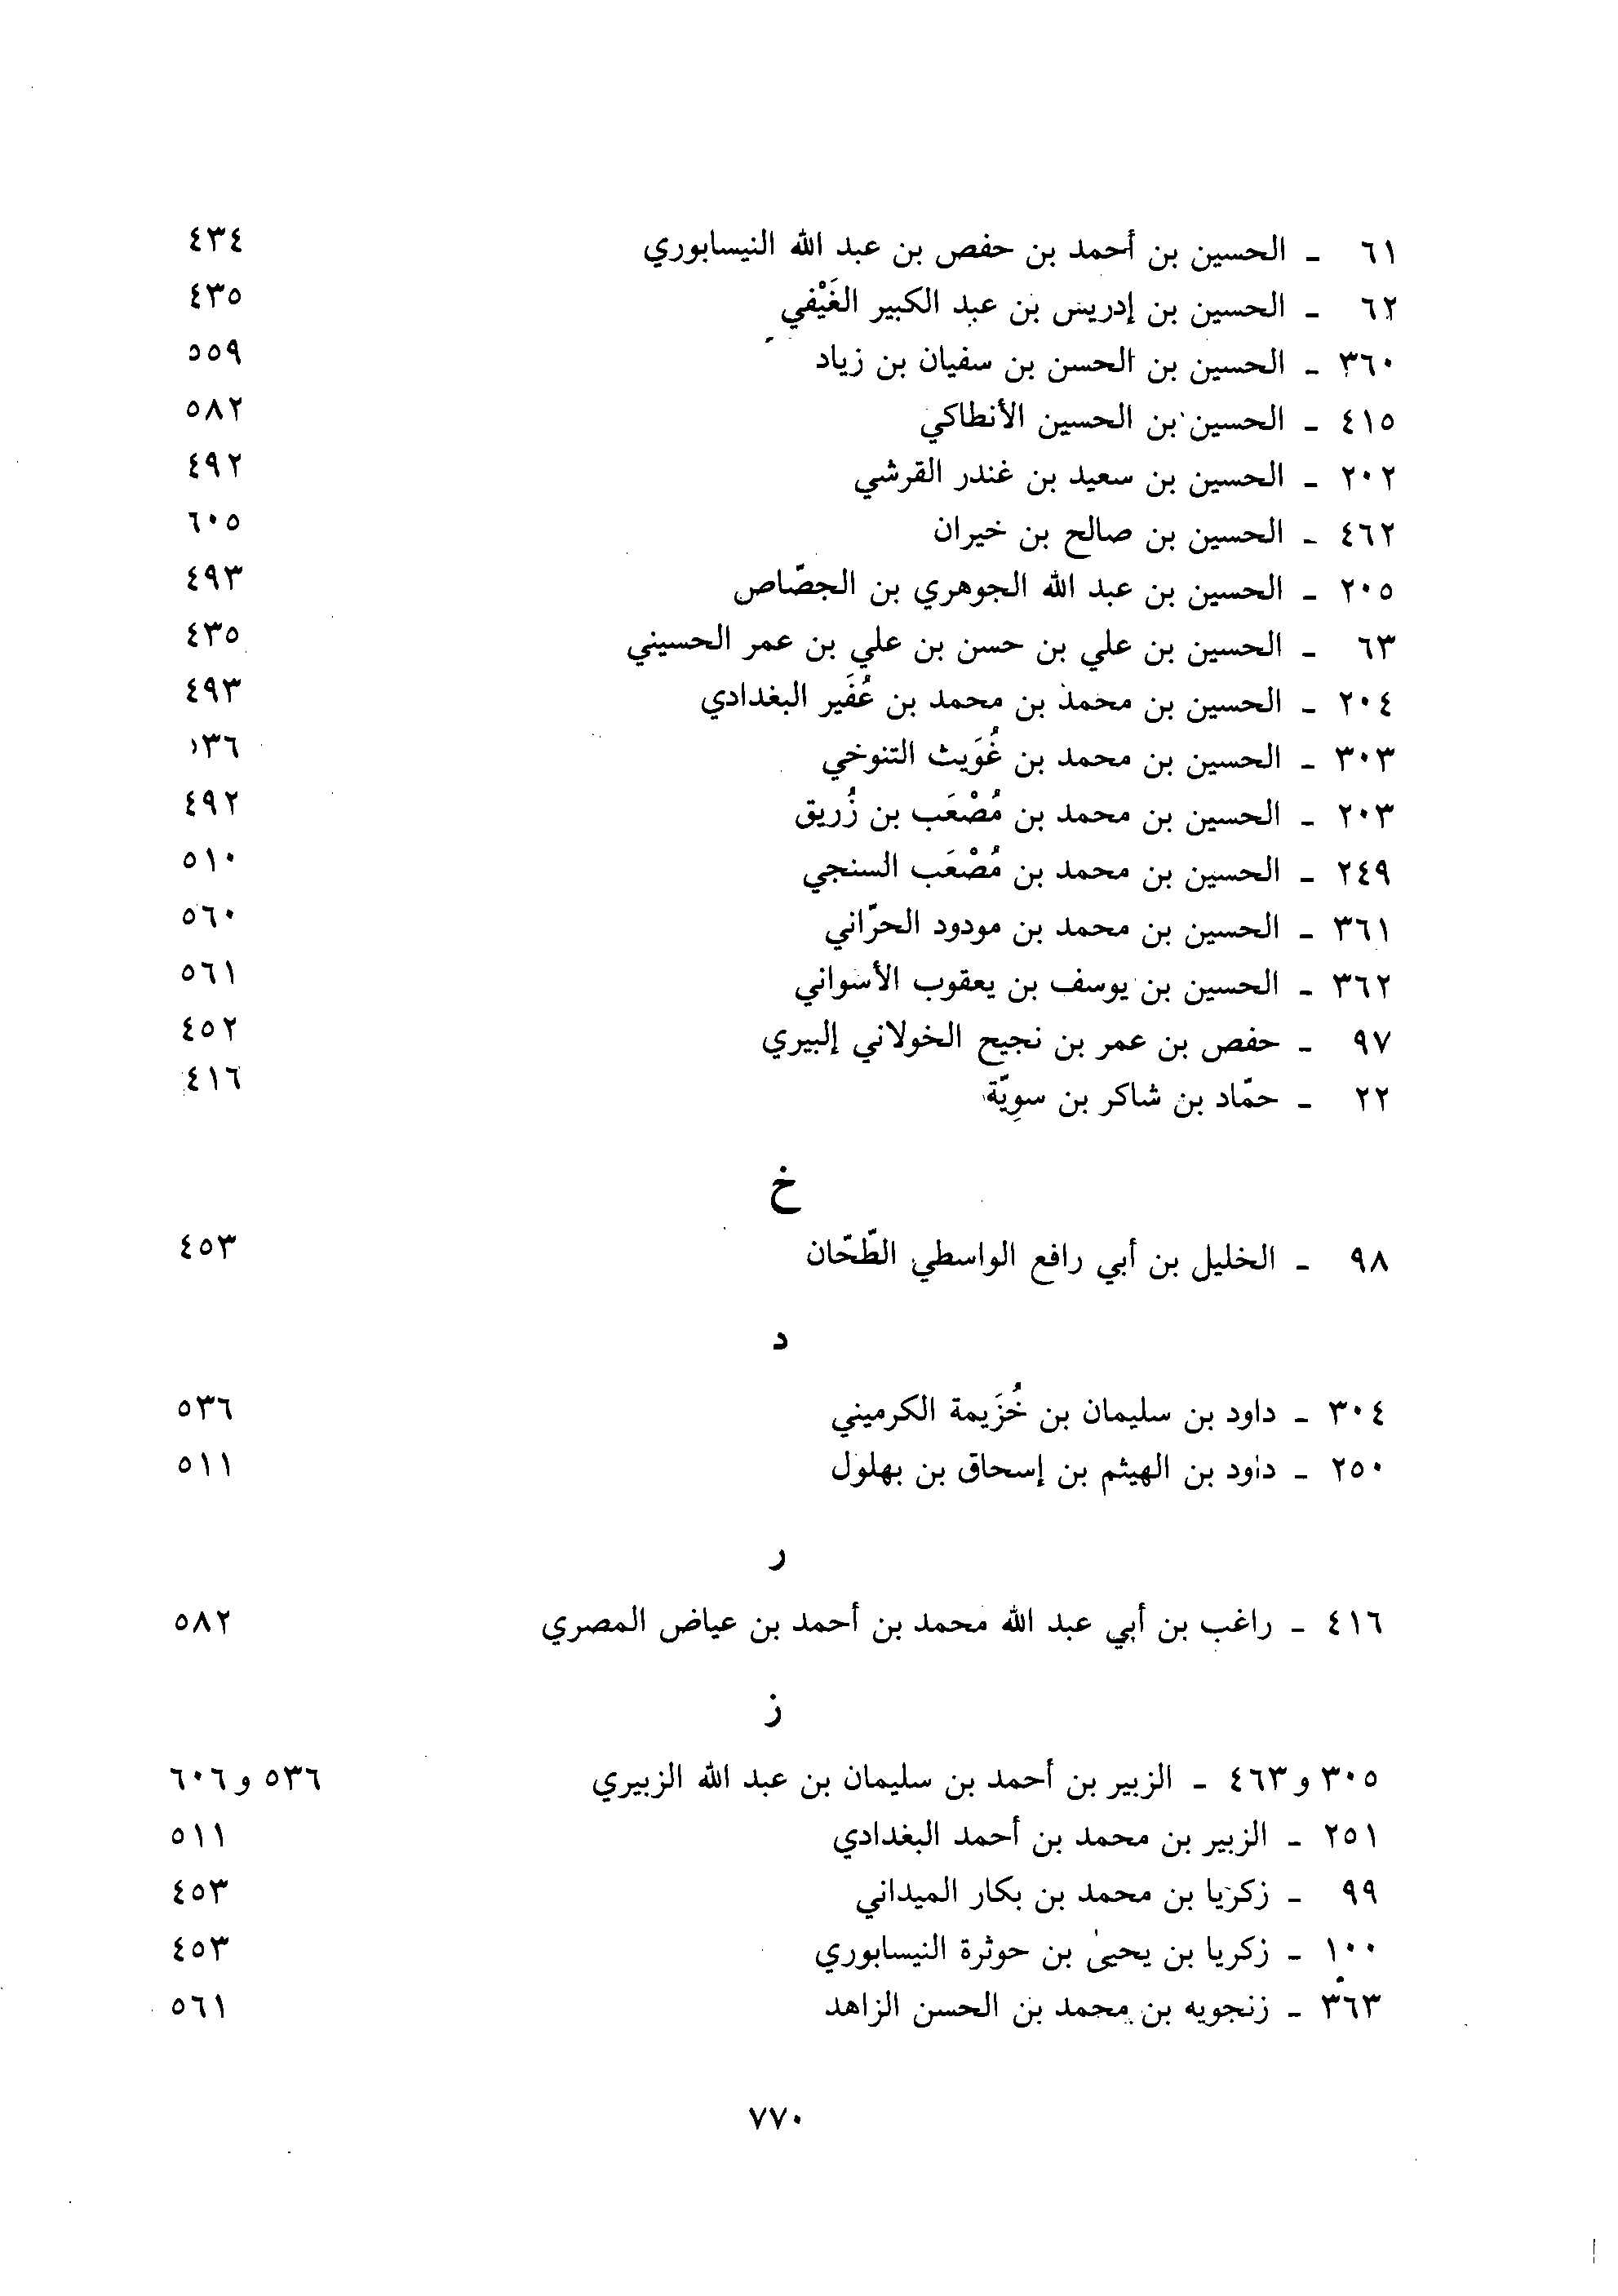 ٦١ - الحسين بن أحمد بن حفص بن عبد الله النيسابوري ٤٣٤
٦٢ - الحسين بن إدريس بن عبد الكبير الغَيْفي ٤٣٥
٣٦٠ - الحسين بن الحسن بن سفيان بن زياد ٥٥٩
٤١٥ - الحسين بن الحسين الأنطاكي ٥٨٢
٢٠٢ - الحسين بن سعيد بن غندر القرشي ٤٩٢
٤٦٢ - الحسين بن صالح بن خيران ٦٠٥
٢٠٥ - الحسين بن عبد الله الجوهري بن الجصّاص ٤٩٣
٦٣ - الحسين بن علي بن حسن بن علي بن عمر الحسيني ٤٣٥
٢٠٤ - الحسين بن محمد بن محمد بن عُفَير البغدادي ٤٩٣
٣٠٣ - الحسين بن محمد بن غُوَيث التنوخي ٥٣٦
٢٠٣ - الحسين بن محمد بن مُصْعَب بن زُريق ٤٩٢
٢٤٩ - الحسين بن محمد بن مُصْعَب السنجي ٥١٠
٣٦١ - الحسين بن محمد بن مودود الحرّاني ٥٦٠
٣٦٢ - الحسين بن يوسف بن يعقوب الأسواني ٥٦١
٩٧ - حفص بن عمر بن نجيح الخولاني إلبيري ٤٥٢
٢٢ - حمّاد بن شاكر بن سوِيّة ٤١٦
خ
٩٨ - الخليل بن أبي رافع الواسطي الطّحّان ٤٥٣
د
٣٠٤ - داود بن سليمان بن خُزَيمة الكرميني ٥٣٦
٢٥٠ - داود بن الهيثم بن إسحاق بن بهلول ٥١١
ر
٤١٦ - راغب بن أبي عبد الله محمد بن أحمد بن عياض المصري ٥٨٢
ز
٣٠٥ و ٤٦٣ - الزبير بن أحمد بن سليمان بن عبد الله الزبيري ٥٣٦ و ٦٠٦
٢٥١ - الزبير بن محمد بن أحمد البغدادي ٥١١
٩٩ - زكريا بن محمد بن بكار الميداني ٤٥٣
١٠٠ - زكريا بن يحيىٰ بن حوثرة النيسابوري ٤٥٣
٣٦٣ - زنجويه بن محمد بن الحسن الزاهد ٥٦١
٧٧٠